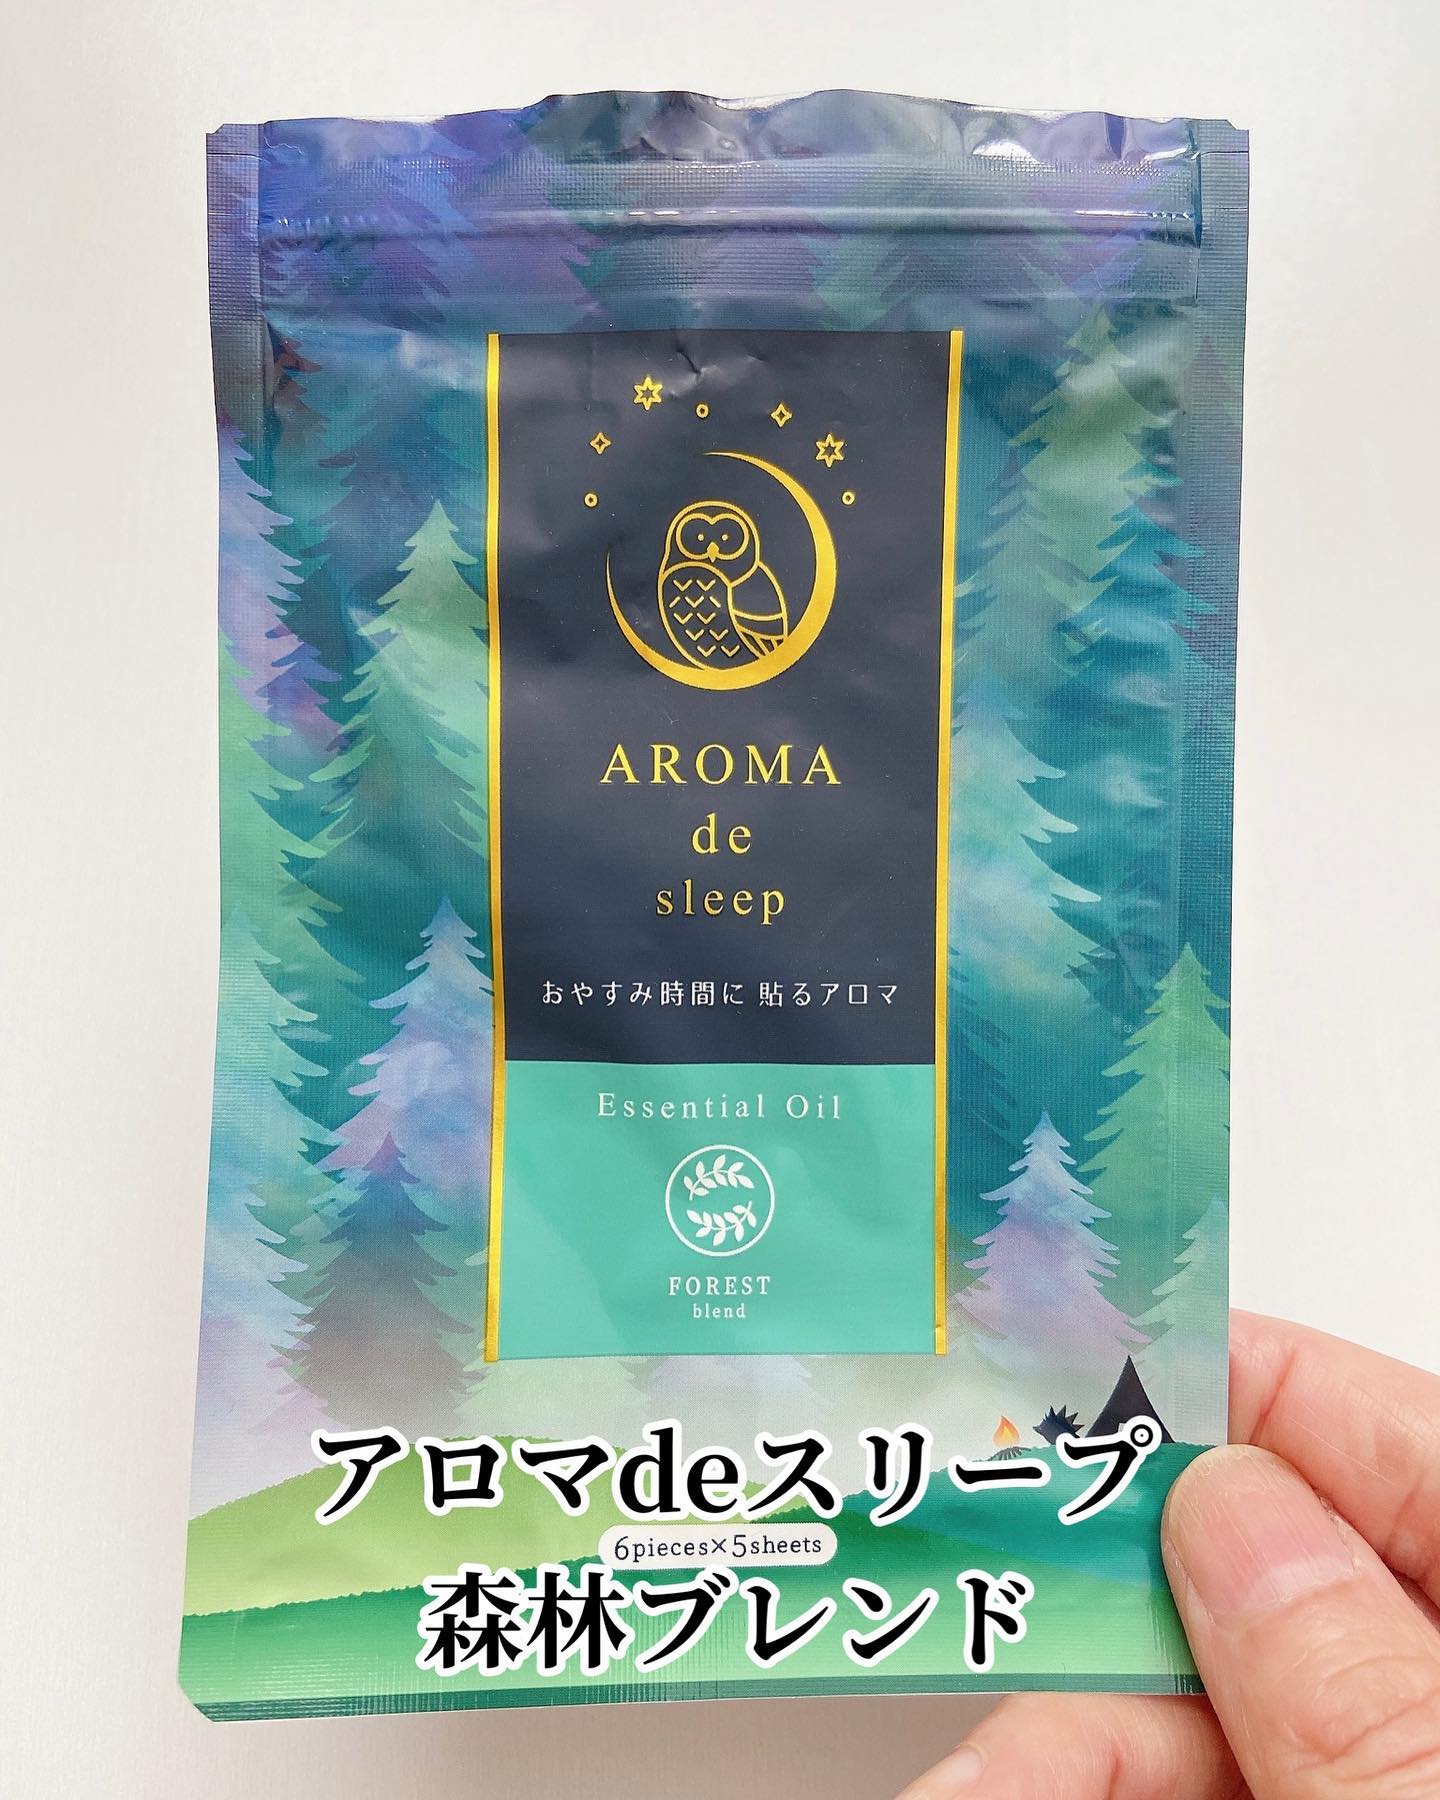 AROMA
de
sleep
おやすみ時間に 貼るアロマ
Essential Oil
FOREST
blend
アロマdeスリープ
6pieces×5sheets
森林ブレンド